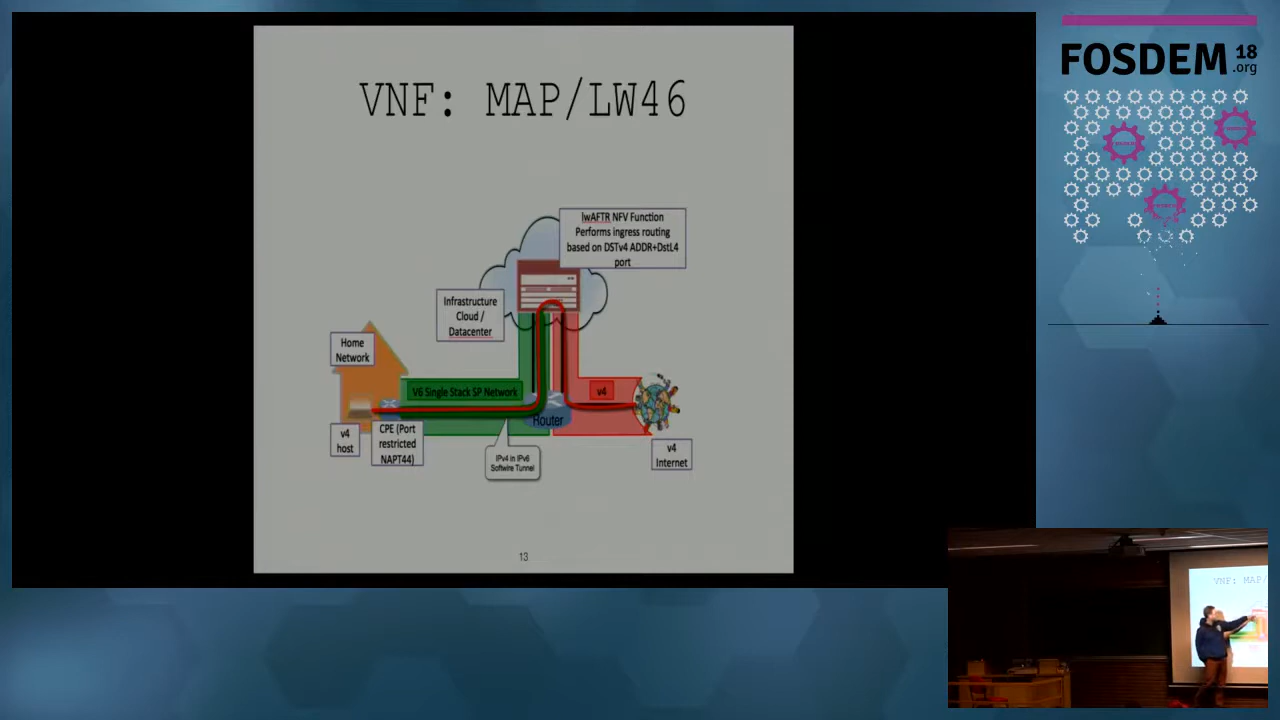 VNF: MAP/LW46
lwAFTR NFV Function
Performs ingress routing
based on DSTv4 ADDR+DstL4
port
Infrastructure
Cloud /
Datacenter
Home
Network
V6 Single Stack SP Network
v4
Router
v4
host
CPE (Port
restricted
NAPT44)
IPv4 in IPv6
Softwire Tunnel
v4
Internet
13
FOSDEM 18
.org
VNF: MAP/